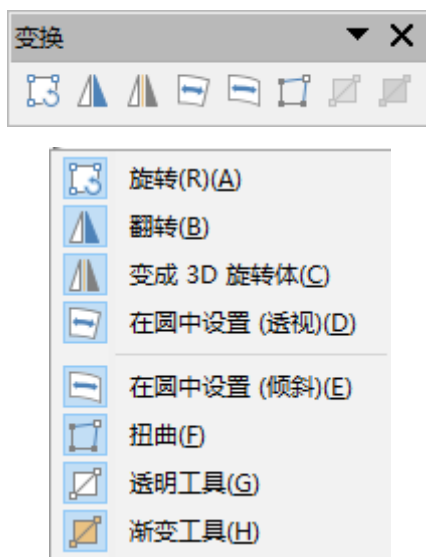 变换
旋转(R)(A)
翻转(B)
变成 3D 旋转体(C)
在圆中设置 (透视)(D)
在圆中设置 (倾斜)(E)
扭曲(F)
透明工具(G)
渐变工具(H)